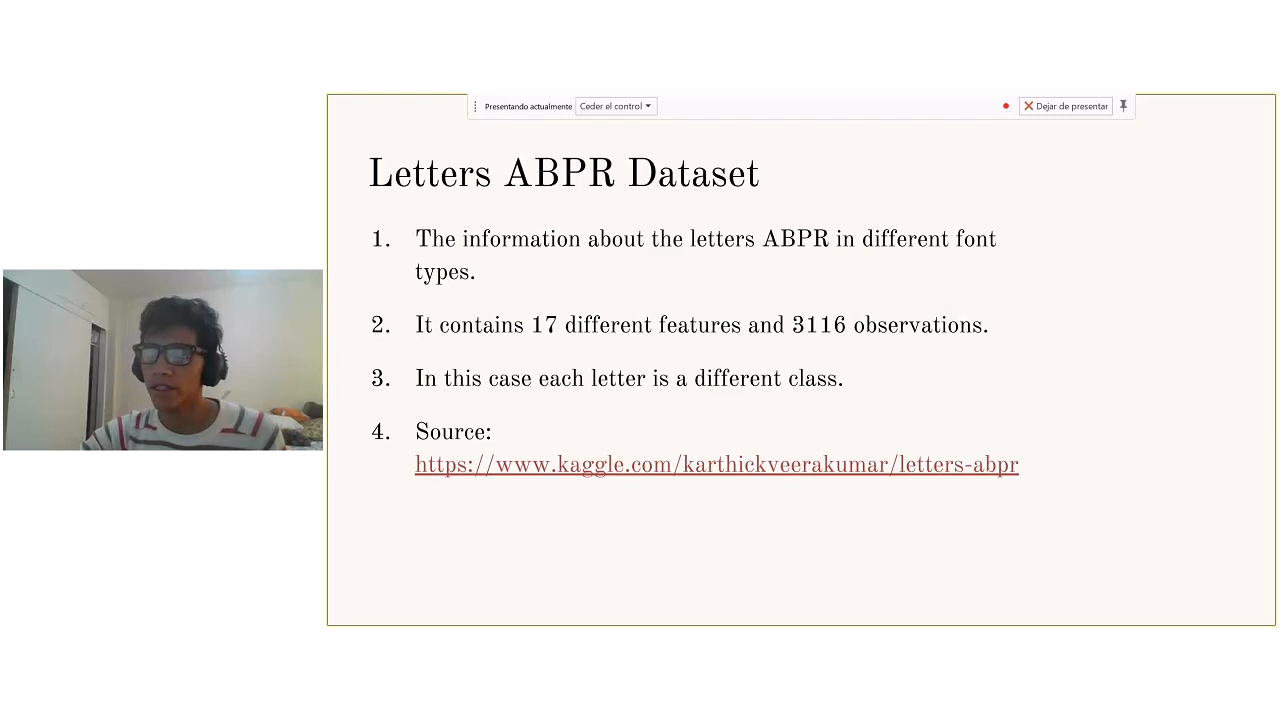 Presentando actualmente Ceder el control Dejar de presentar
Letters ABPR Dataset
1. The information about the letters ABPR in different font
types.
2. It contains 17 different features and 3116 observations.
3. In this case each letter is a different class.
4. Source:
https://www.kaggle.com/karthickveerakumar/letters-abpr